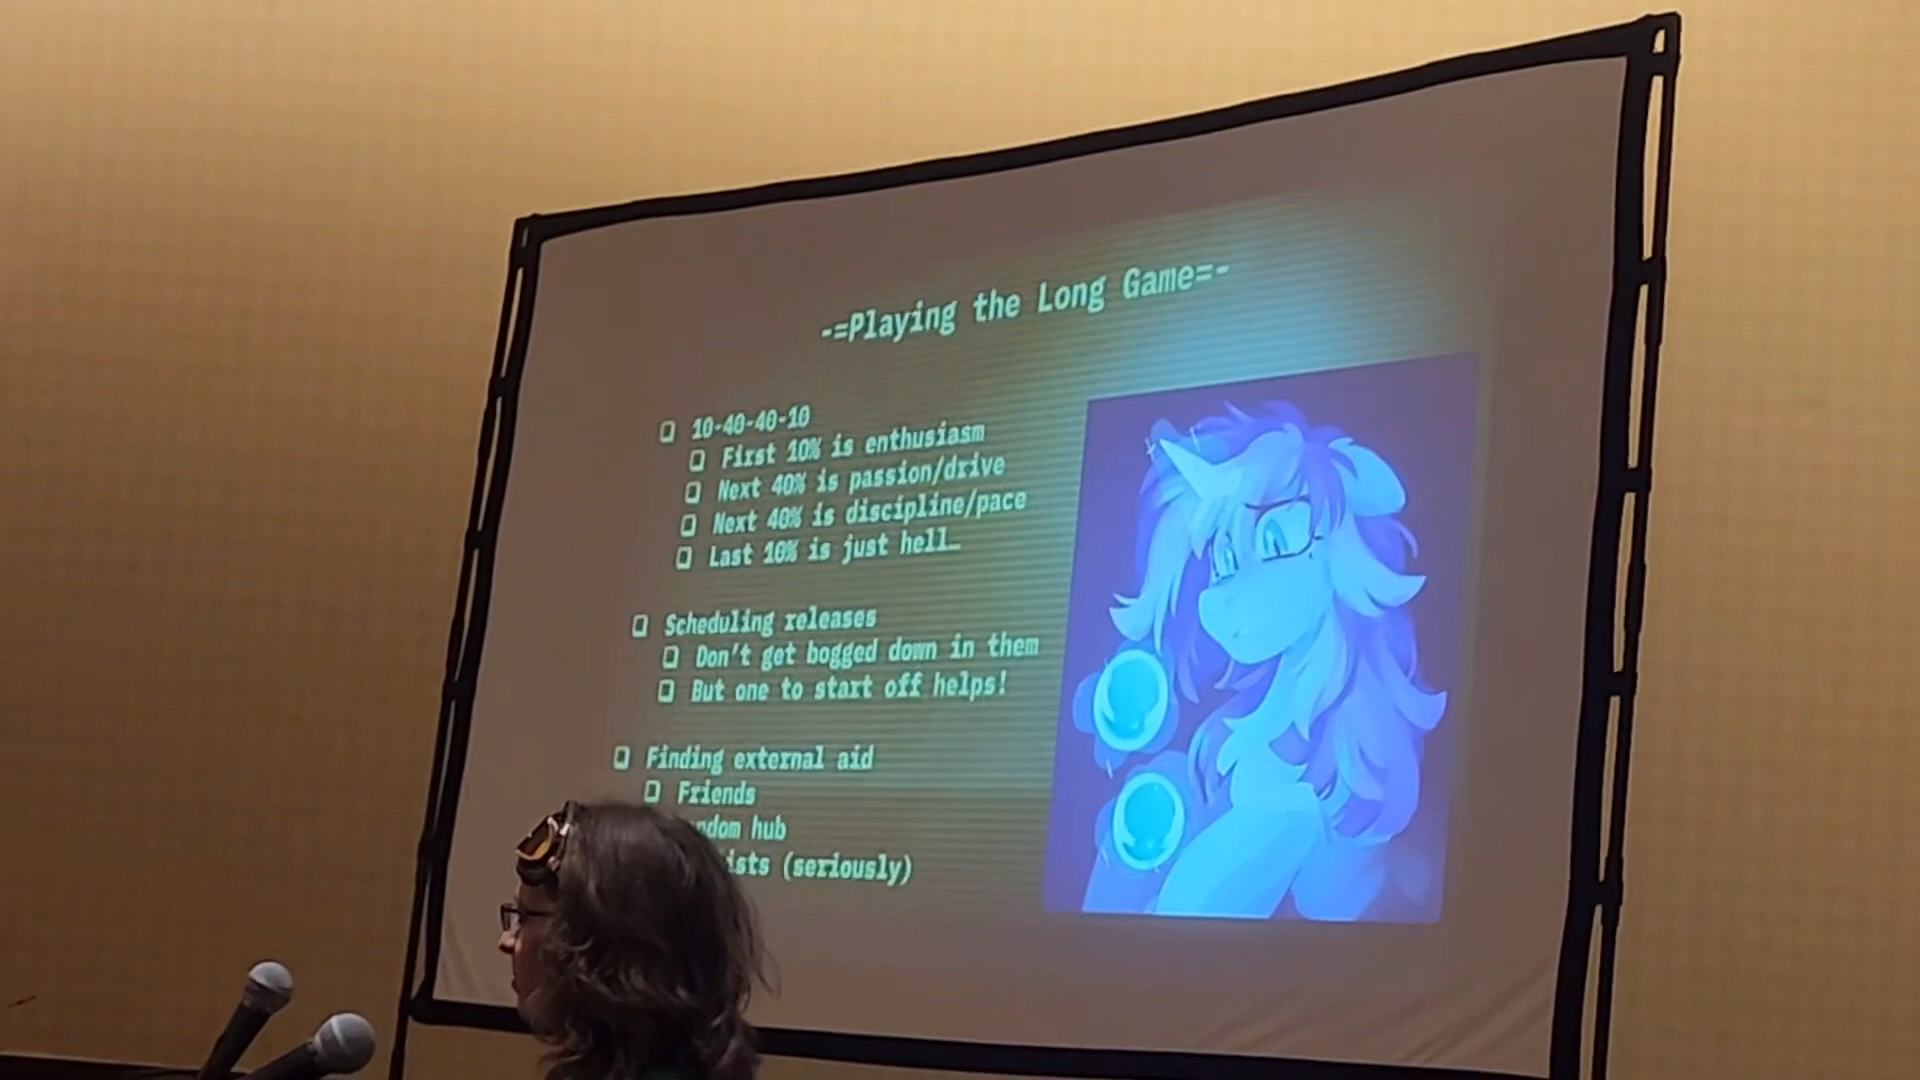 -=Playing the Long Game=-
10-40-40-10
First 10% is enthusiasm
Next 40% is passion/drive
Next 40% is discipline/pace
Last 10% is just hell…
Scheduling releases
Don't get bogged down in them
But one to start off helps!
Finding external aid
Friends
hub
(seriously)